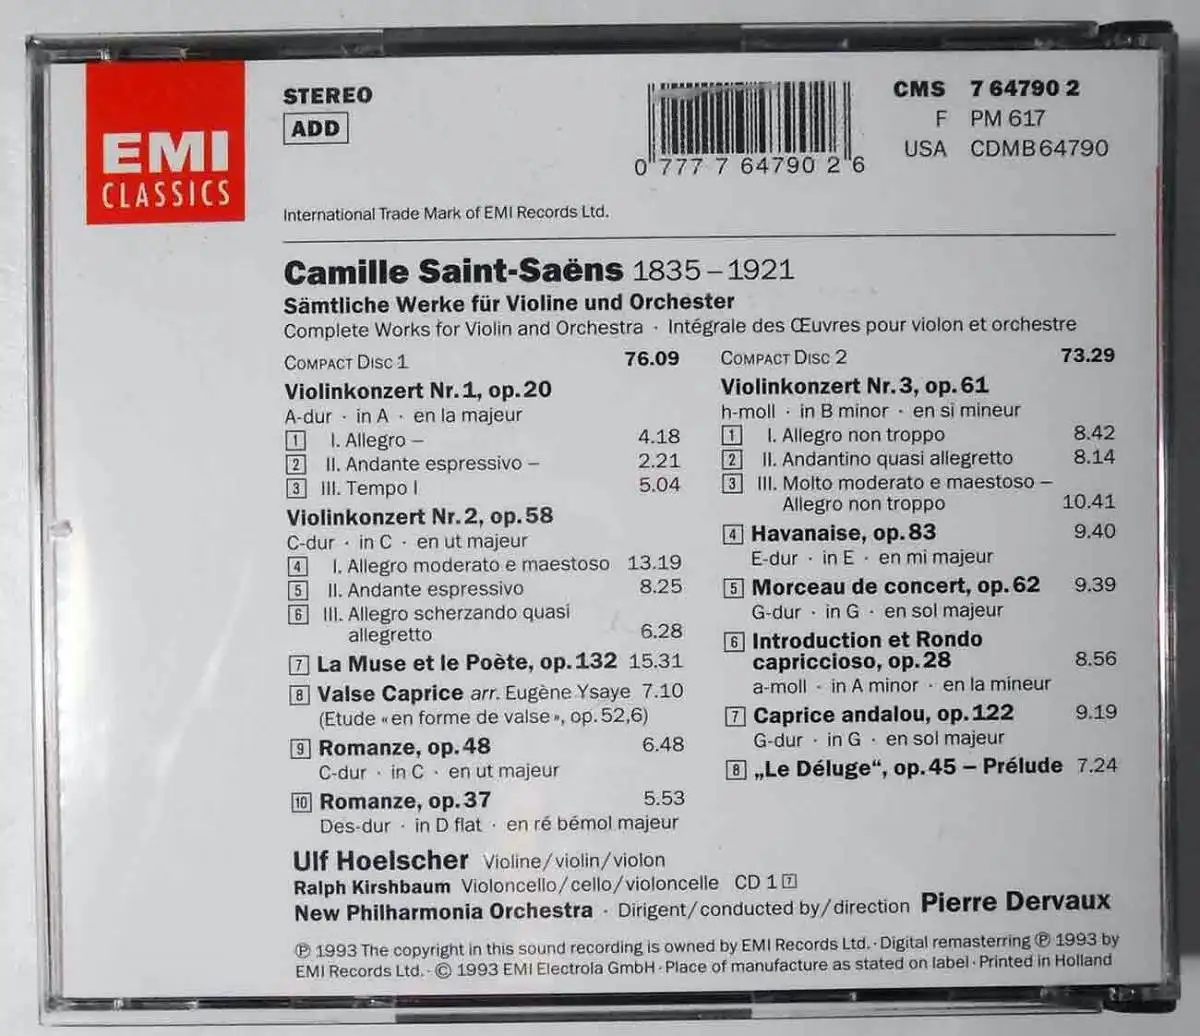 EMI
CLASSICS
STEREO
ADD
0 777 7 64790 2 6
CMS 7 64790 2
F PM 617
USA CDMB 64790
International Trade Mark of EMI Records Ltd.
Camille Saint-Saëns 1835 – 1921
Sämtliche Werke für Violine und Orchester
Complete Works for Violin and Orchestra · Intégrale des Œuvres pour violon et orchestre
COMPACT DISC 1 76.09
Violinkonzert Nr. 1, op. 20
A-dur · in A · en la majeur
1 I. Allegro – 4.18
2 II. Andante espressivo – 2.21
3 III. Tempo I 5.04
Violinkonzert Nr. 2, op. 58
C-dur · in C · en ut majeur
4 I. Allegro moderato e maestoso 13.19
5 II. Andante espressivo 8.25
6 III. Allegro scherzando quasi
allegretto 6.28
7 La Muse et le Poète, op. 132 15.31
8 Valse Caprice arr. Eugène Ysaye 7.10
(Etude «en forme de valse», op. 52,6)
9 Romanze, op. 48 6.48
C-dur · in C · en ut majeur
10 Romanze, op. 37 5.53
Des-dur · in D flat · en ré bémol majeur
COMPACT DISC 2 73.29
Violinkonzert Nr. 3, op. 61
h-moll · in B minor · en si mineur
1 I. Allegro non troppo 8.42
2 II. Andantino quasi allegretto 8.14
3 III. Molto moderato e maestoso –
Allegro non troppo 10.41
4 Havanaise, op. 83 9.40
E-dur · in E · en mi majeur
5 Morceau de concert, op. 62 9.39
G-dur · in G · en sol majeur
6 Introduction et Rondo
capriccioso, op. 28 8.56
a-moll · in A minor · en la mineur
7 Caprice andalou, op. 122 9.19
G-dur · in G · en sol majeur
8 „Le Déluge“, op. 45 – Prélude 7.24
Ulf Hoelscher Violine/violin/violon
Ralph Kirshbaum Violoncello/cello/violoncelle CD 1 7
New Philharmonia Orchestra · Dirigent/conducted by/direction Pierre Dervaux
℗ 1993 The copyright in this sound recording is owned by EMI Records Ltd. · Digital remasterring ℗ 1993 by
EMI Records Ltd. · © 1993 EMI Electrola GmbH · Place of manufacture as stated on label · Printed in Holland